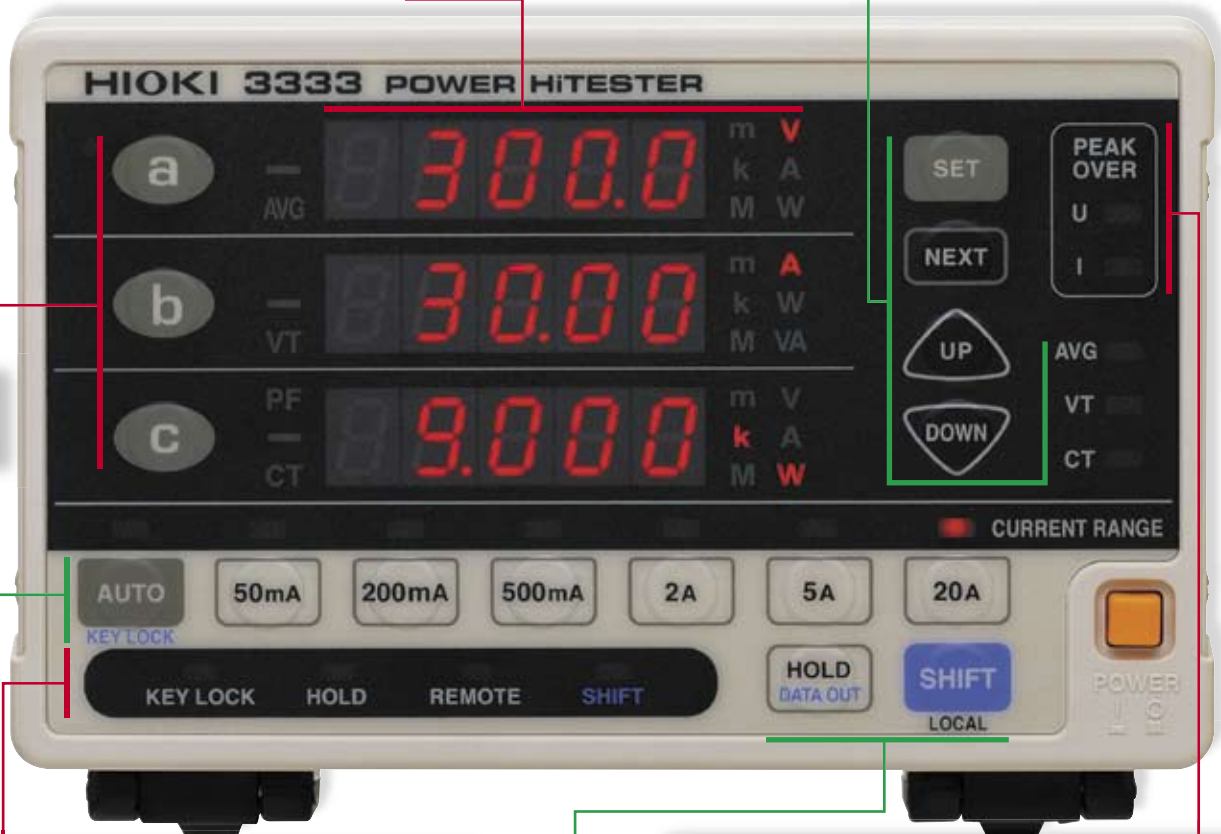 HIOKI 3333 POWER HiTESTER
a
AVG
300.0
m V
k A
M W
b
VT
30.00
m A
k W
M VA
c
PF
CT
9.000
m V
k A
M W
SET
NEXT
UP
DOWN
PEAK
OVER
U
I
AVG
VT
CT
CURRENT RANGE
AUTO 50mA 200mA 500mA 2A 5A 20A
KEY LOCK
KEY LOCK HOLD REMOTE SHIFT
HOLD
DATA OUT
SHIFT
LOCAL
POWER